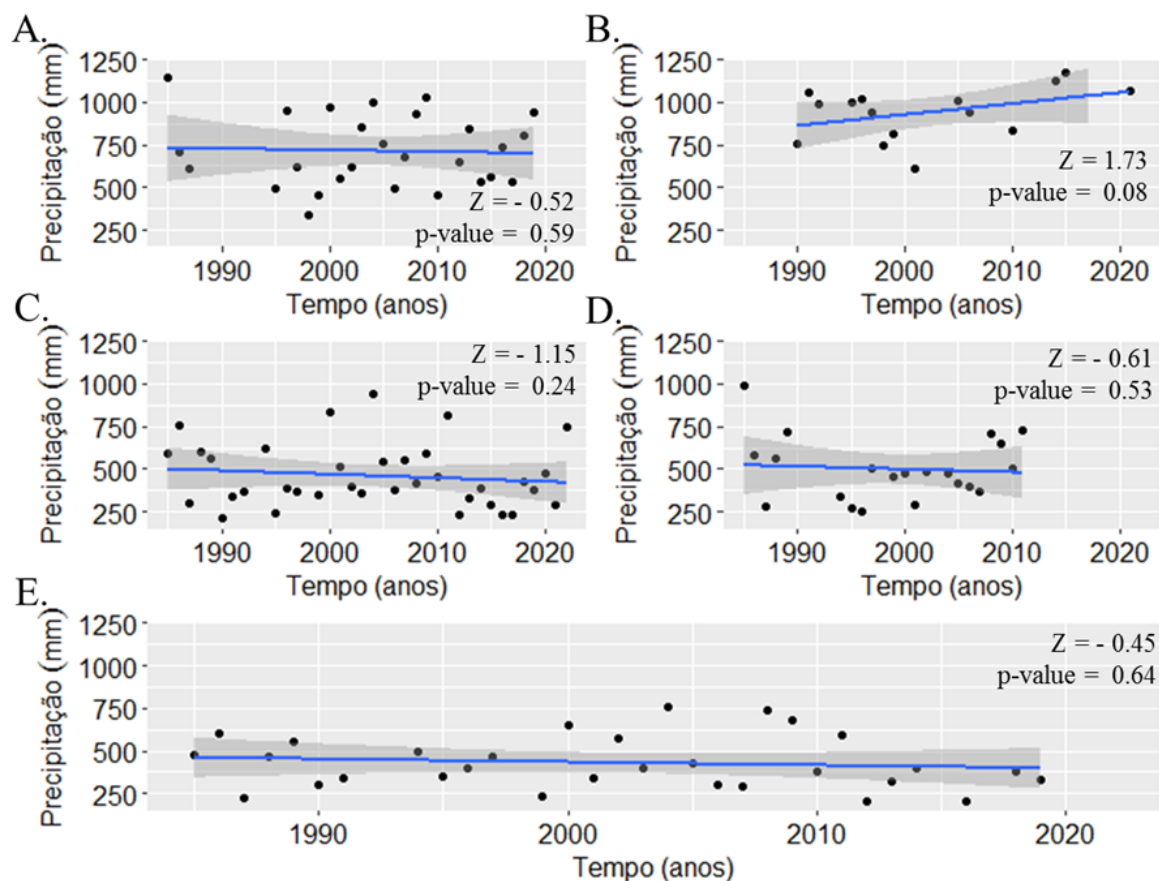 A.
Precipitação (mm)
1250
1000
750
500
250
Z = - 0.52
p-value = 0.59
1990 2000 2010 2020
Tempo (anos)
B.
Precipitação (mm)
1250
1000
750
500
250
Z = 1.73
p-value = 0.08
1990 2000 2010 2020
Tempo (anos)
C.
Precipitação (mm)
1250
1000
750
500
250
Z = - 1.15
p-value = 0.24
1990 2000 2010 2020
Tempo (anos)
D.
Precipitação (mm)
1250
1000
750
500
250
Z = - 0.61
p-value = 0.53
1990 2000 2010 2020
Tempo (anos)
E.
Precipitação (mm)
1250
1000
750
500
250
Z = - 0.45
p-value = 0.64
1990 2000 2010 2020
Tempo (anos)